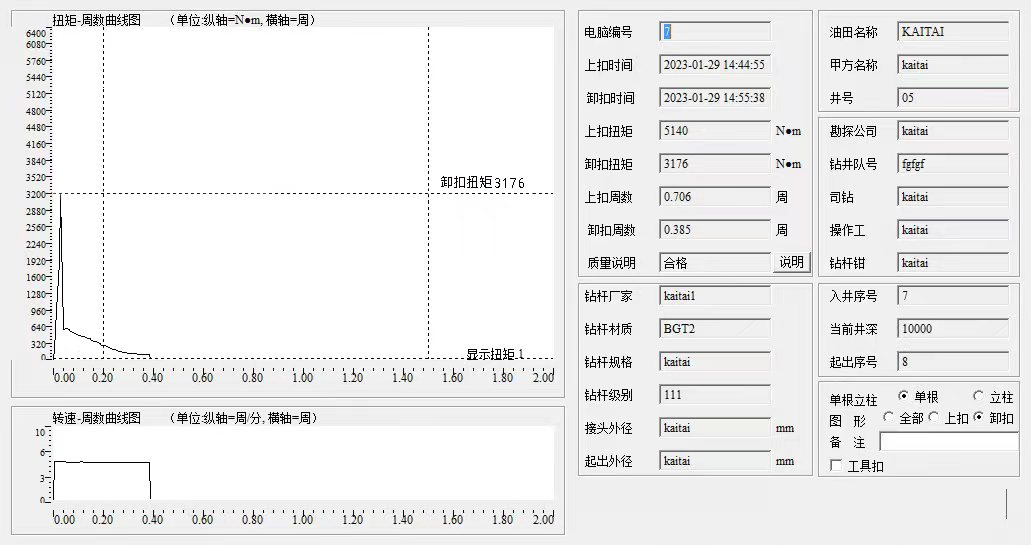 扭矩-周数曲线图 （单位:纵轴=N●m, 横轴=周）
6400
6080
5760
5440
5120
4800
4480
4160
3840
3520
3200
2880
2560
2240
1920
1600
1280
960
640
320
0
卸扣扭矩3176
显示扭矩1
0.00 0.20 0.40 0.60 0.80 1.00 1.20 1.40 1.60 1.80 2.00
转速-周数曲线图 （单位:纵轴=周/分, 横轴=周）
10
6
3
0
0.00 0.20 0.40 0.60 0.80 1.00 1.20 1.40 1.60 1.80 2.00
电脑编号 7
上扣时间 2023-01-29 14:44:55
卸扣时间 2023-01-29 14:55:38
上扣扭矩 5140 N●m
卸扣扭矩 3176 N●m
上扣周数 0.706 周
卸扣周数 0.385 周
质量说明 合格 说明
钻杆厂家 kaitai1
钻杆材质 BGT2
钻杆规格 kaitai
钻杆级别 111
接头外径 kaitai mm
起出外径 kaitai mm
油田名称 KAITAI
甲方名称 kaitai
井号 05
勘探公司 kaitai
钻井队号 fgfgf
司钻 kaitai
操作工 kaitai
钻杆钳 kaitai
入井序号 7
当前井深 10000
起出序号 8
单根立柱 单根 立柱
图 形 全部 上扣 卸扣
备 注
工具扣